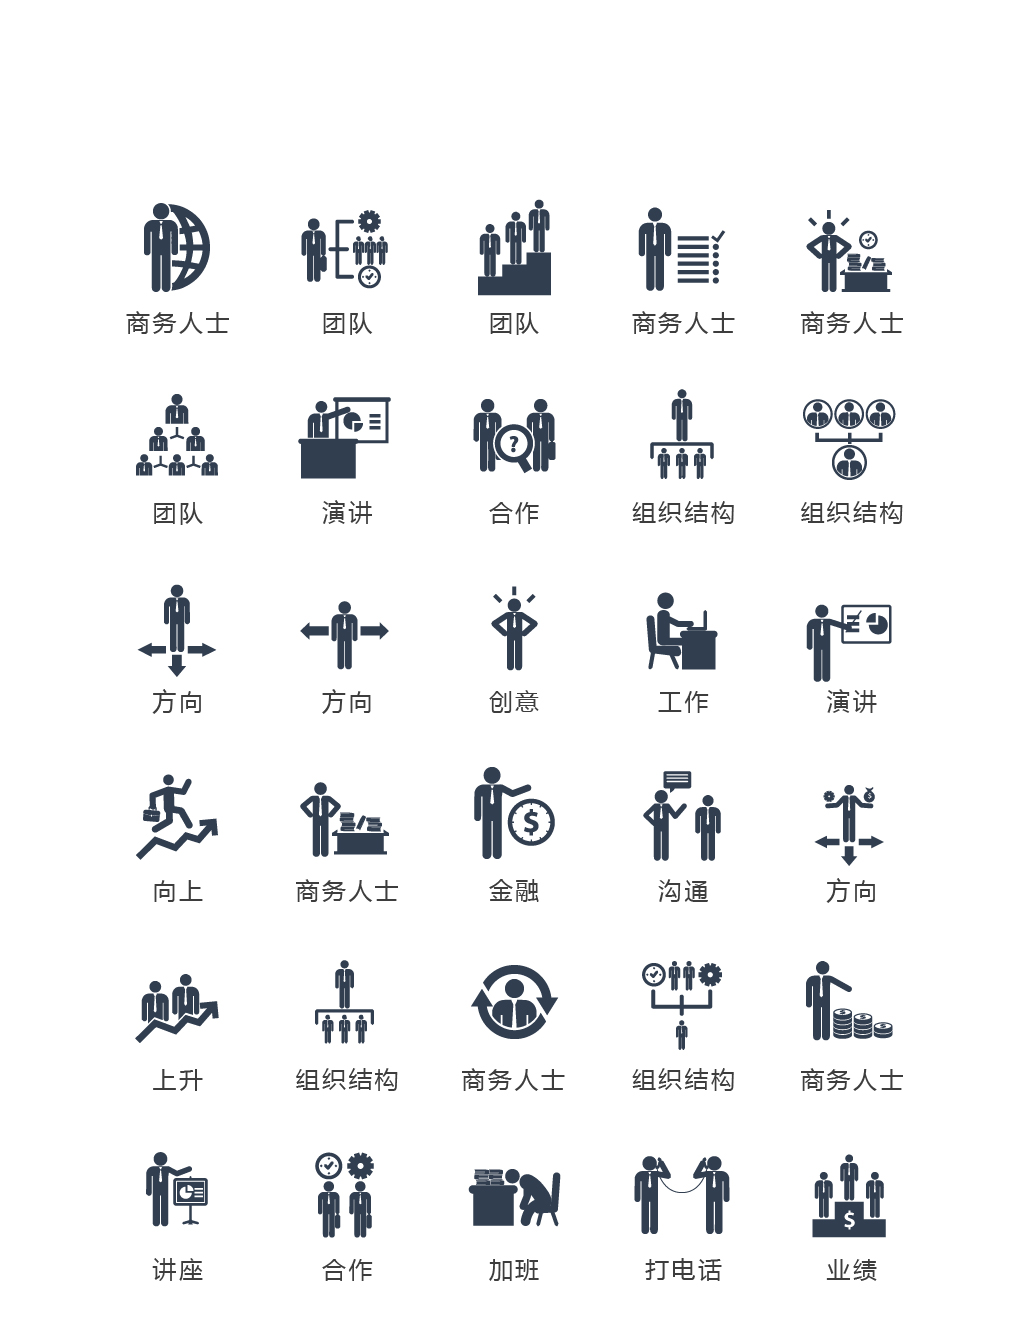 商务人士 团队 团队 商务人士 商务人士
?
团队 演讲 合作 组织结构 组织结构
方向 方向 创意 工作 演讲
$
向上 商务人士 金融 沟通 方向
上升 组织结构 商务人士 组织结构 商务人士
$
讲座 合作 加班 打电话 业绩